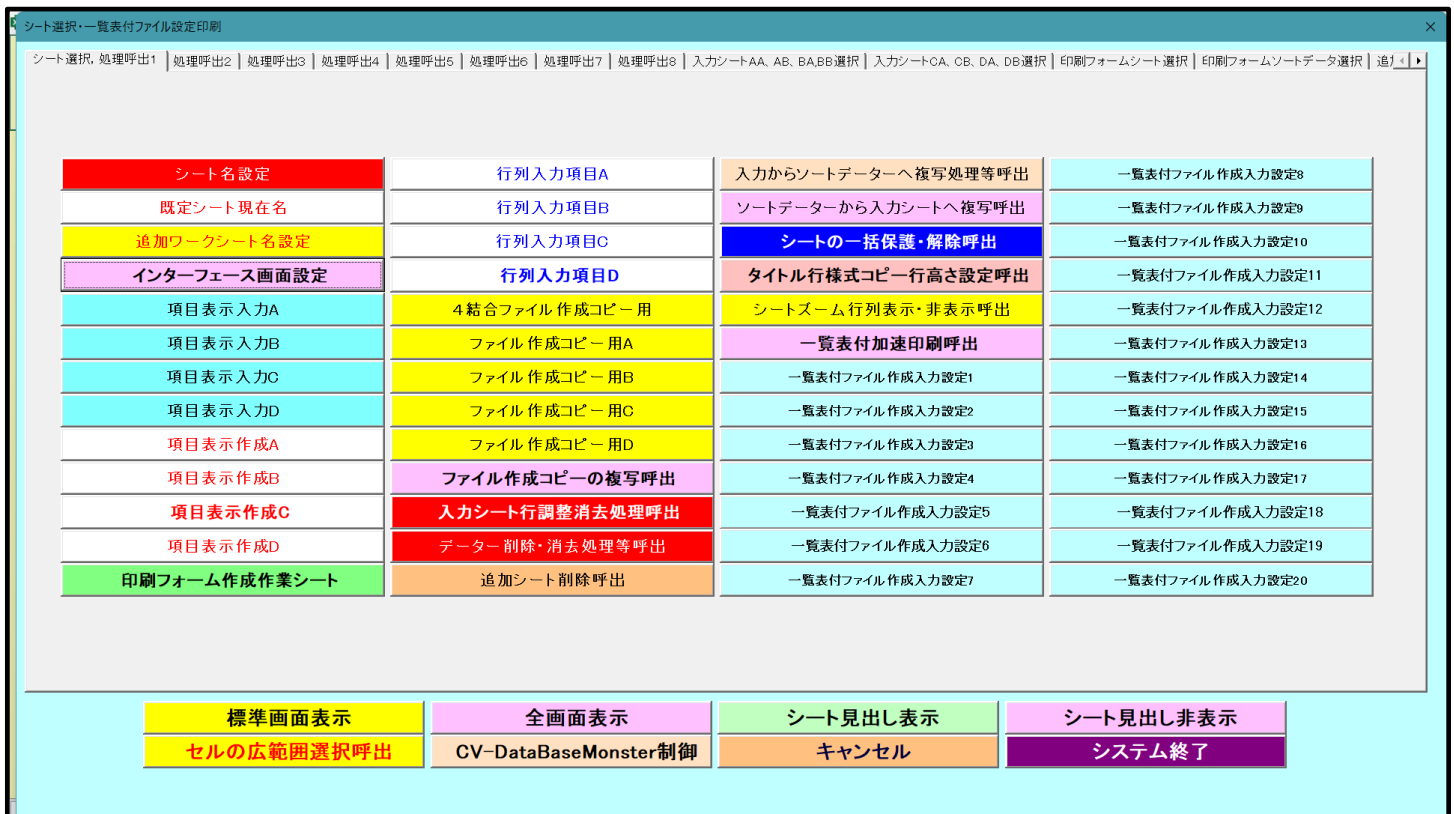 シート選択・一覧表付ファイル設定印刷
シート選択, 処理呼出1 処理呼出2 処理呼出3 処理呼出4 処理呼出5 処理呼出6 処理呼出7 処理呼出8 入力シートAA、AB、BA,BB選択 入力シートCA、CB、DA、DB選択 印刷フォームシート選択 印刷フォームソートデータ選択
シート名設定 行列入力項目A 入力からソートデーターへ複写処理等呼出 一覧表付ファイル作成入力設定8
既定シート現在名 行列入力項目B ソートデーターから入力シートへ複写呼出 一覧表付ファイル作成入力設定9
追加ワークシート名設定 行列入力項目C シートの一括保護・解除呼出 一覧表付ファイル作成入力設定10
インターフェース画面設定 行列入力項目D タイトル行様式コピー行高さ設定呼出 一覧表付ファイル作成入力設定11
項目表示入力A 4結合ファイル作成コピー用 シートズーム行列表示・非表示呼出 一覧表付ファイル作成入力設定12
項目表示入力B ファイル作成コピー用A 一覧表付加速印刷呼出 一覧表付ファイル作成入力設定13
項目表示入力C ファイル作成コピー用B 一覧表付ファイル作成入力設定1 一覧表付ファイル作成入力設定14
項目表示入力D ファイル作成コピー用C 一覧表付ファイル作成入力設定2 一覧表付ファイル作成入力設定15
項目表示作成A ファイル作成コピー用D 一覧表付ファイル作成入力設定3 一覧表付ファイル作成入力設定16
項目表示作成B ファイル作成コピーの複写呼出 一覧表付ファイル作成入力設定4 一覧表付ファイル作成入力設定17
項目表示作成C 入力シート行調整消去処理呼出 一覧表付ファイル作成入力設定5 一覧表付ファイル作成入力設定18
項目表示作成D データー削除・消去処理等呼出 一覧表付ファイル作成入力設定6 一覧表付ファイル作成入力設定19
印刷フォーム作成作業シート 追加シート削除呼出 一覧表付ファイル作成入力設定7 一覧表付ファイル作成入力設定20
標準画面表示 全画面表示 シート見出し表示 シート見出し非表示
セルの広範囲選択呼出 CV-DataBaseMonster制御 キャンセル システム終了